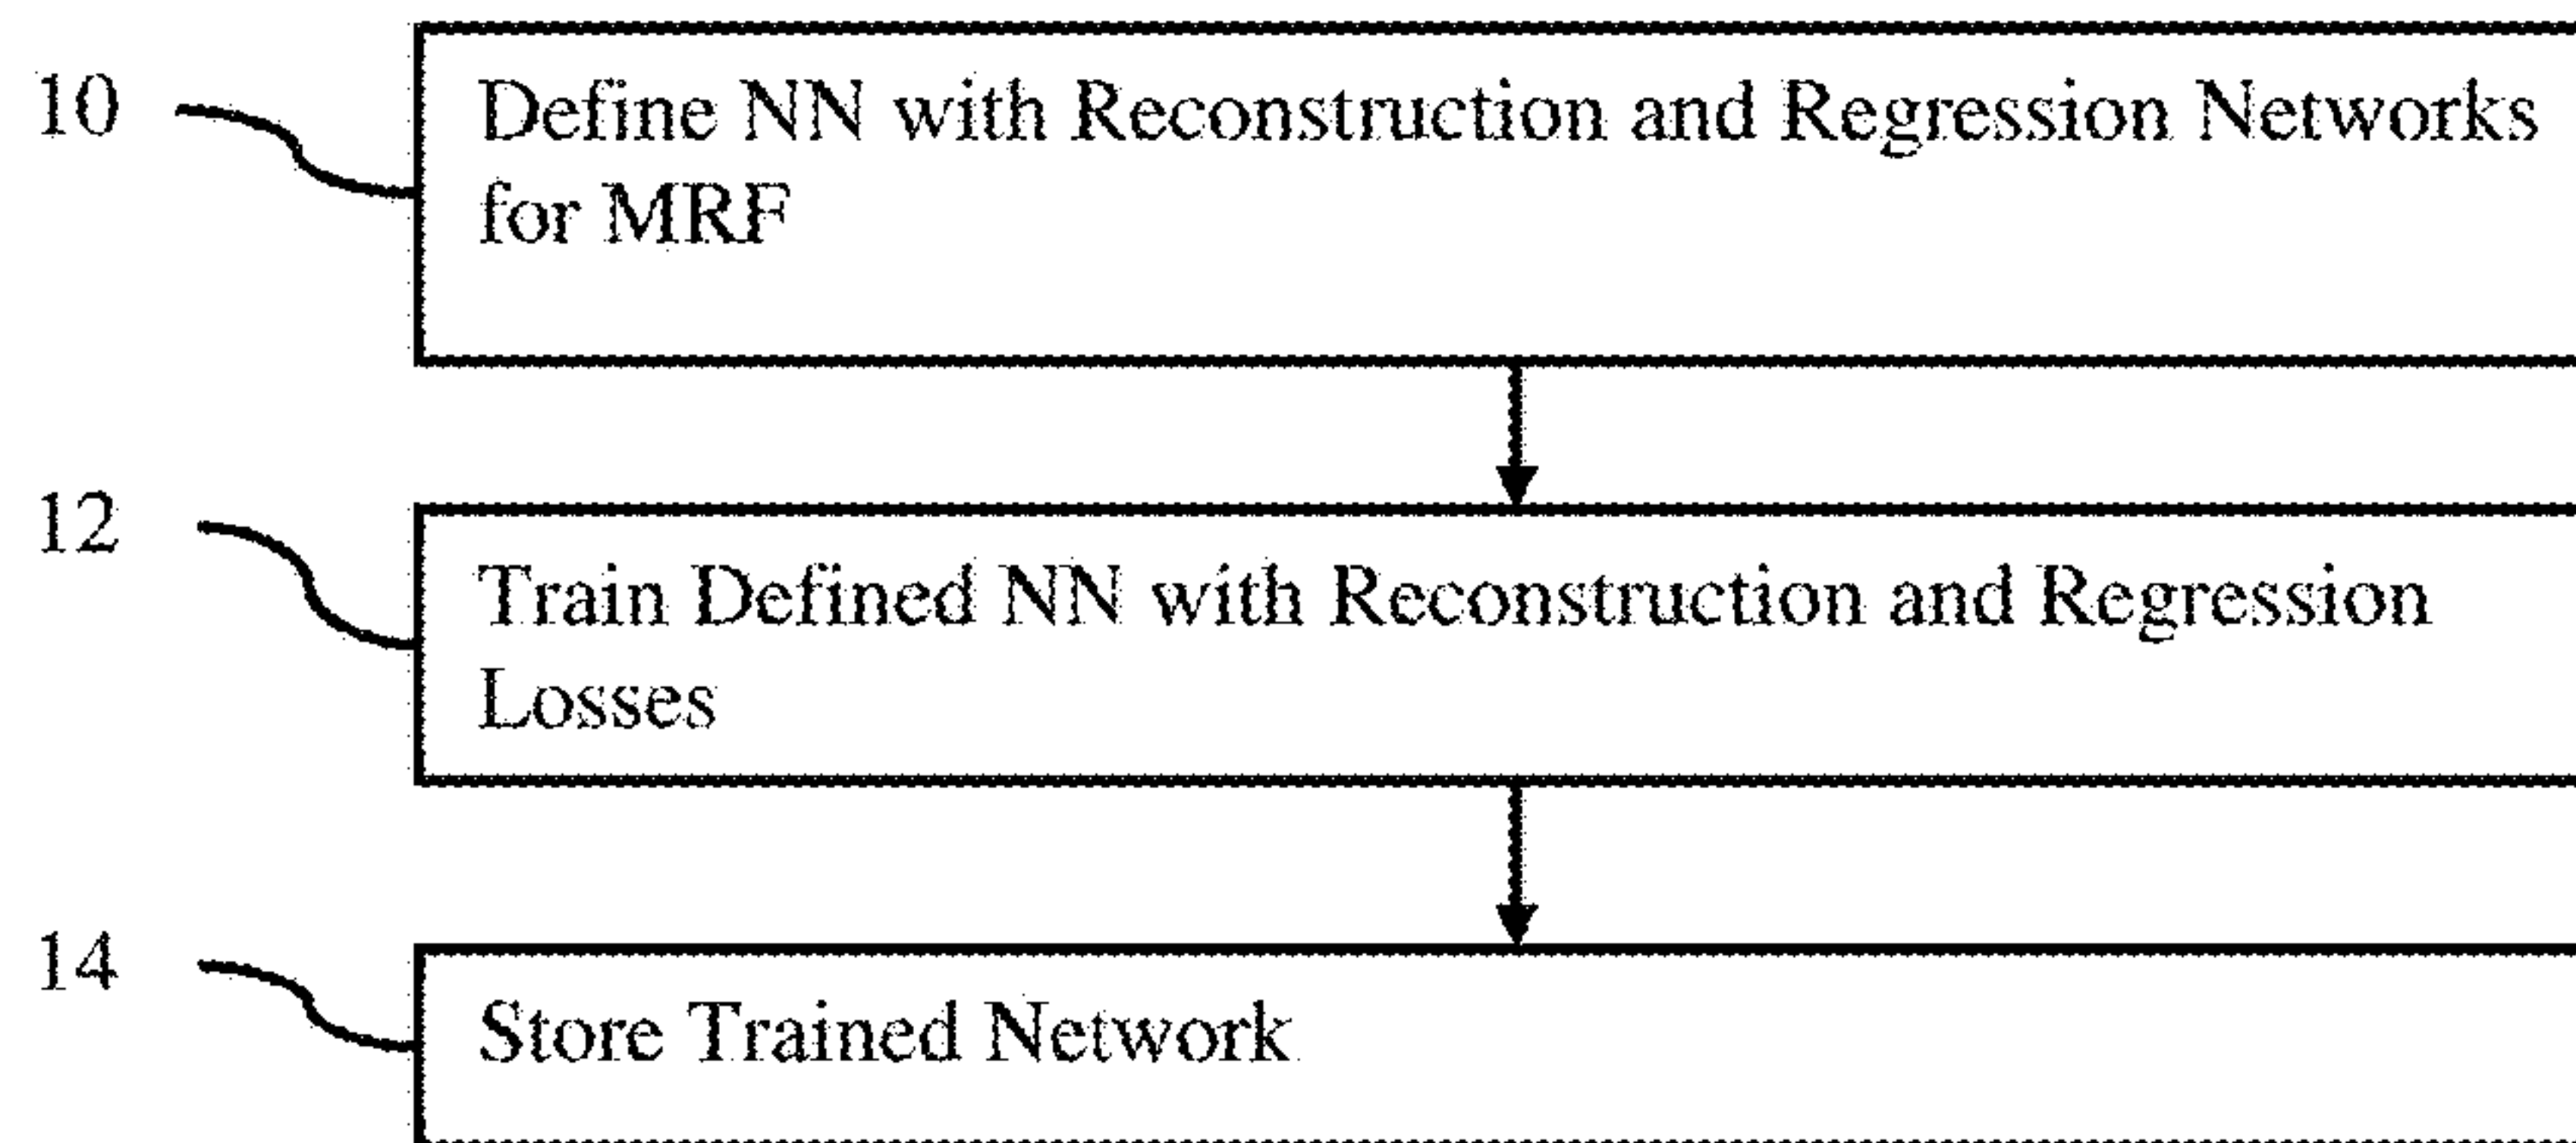 10
Define NN with Reconstruction and Regression Networks
for MRF
12
Train Defined NN with Reconstruction and Regression
Losses
14
Store Trained Network